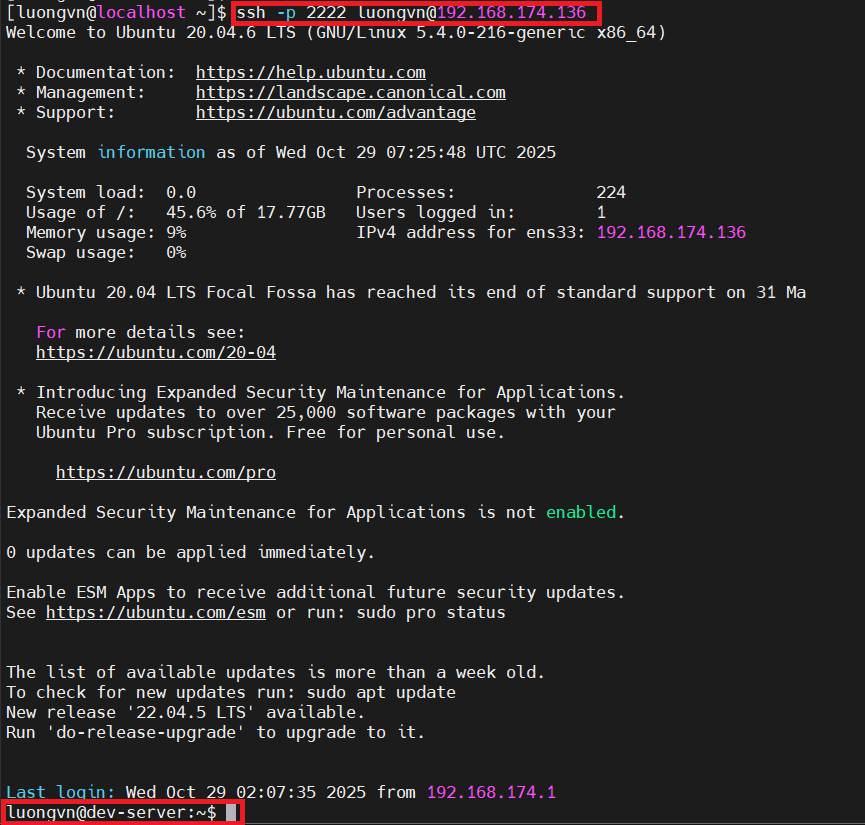 [luongvn@localhost ~]$ ssh -p 2222 luongvn@192.168.174.136
Welcome to Ubuntu 20.04.6 LTS (GNU/Linux 5.4.0-216-generic x86_64)
* Documentation: https://help.ubuntu.com
* Management: https://landscape.canonical.com
* Support: https://ubuntu.com/advantage
System information as of Wed Oct 29 07:25:48 UTC 2025
System load: 0.0 Processes: 224
Usage of /: 45.6% of 17.77GB Users logged in: 1
Memory usage: 9% IPv4 address for ens33: 192.168.174.136
Swap usage: 0%
* Ubuntu 20.04 LTS Focal Fossa has reached its end of standard support on 31 Ma
For more details see:
https://ubuntu.com/20-04
* Introducing Expanded Security Maintenance for Applications.
Receive updates to over 25,000 software packages with your
Ubuntu Pro subscription. Free for personal use.
https://ubuntu.com/pro
Expanded Security Maintenance for Applications is not enabled.
0 updates can be applied immediately.
Enable ESM Apps to receive additional future security updates.
See https://ubuntu.com/esm or run: sudo pro status
The list of available updates is more than a week old.
To check for new updates run: sudo apt update
New release '22.04.5 LTS' available.
Run 'do-release-upgrade' to upgrade to it.
Last login: Wed Oct 29 02:07:35 2025 from 192.168.174.1
luongvn@dev-server:~$